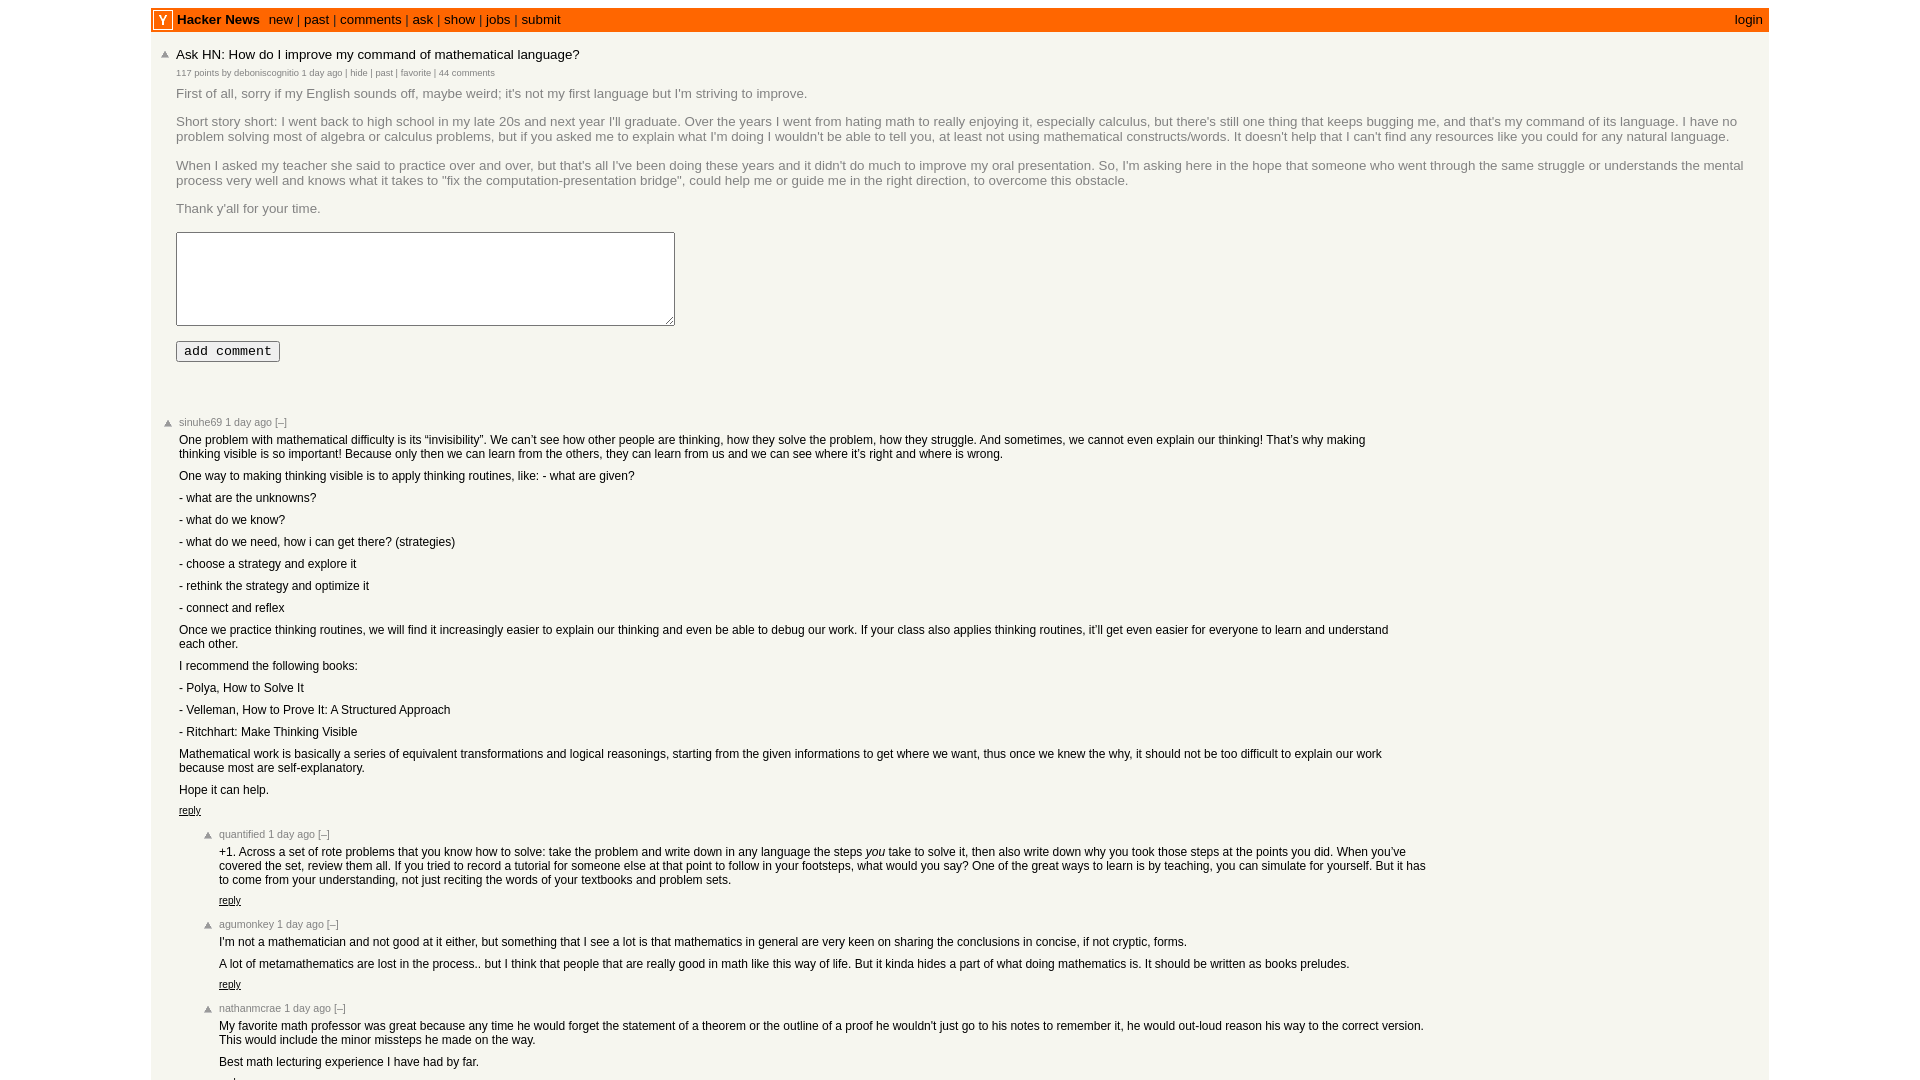 Y Hacker News new | past | comments | ask | show | jobs | submit login
Ask HN: How do I improve my command of mathematical language?
117 points by deboniscognitio 1 day ago | hide | past | favorite | 44 comments
First of all, sorry if my English sounds off, maybe weird; it's not my first language but I'm striving to improve.
Short story short: I went back to high school in my late 20s and next year I'll graduate. Over the years I went from hating math to really enjoying it, especially calculus, but there's still one thing that keeps bugging me, and that's my command of its language. I have no
problem solving most of algebra or calculus problems, but if you asked me to explain what I'm doing I wouldn't be able to tell you, at least not using mathematical constructs/words. It doesn't help that I can't find any resources like you could for any natural language.
When I asked my teacher she said to practice over and over, but that's all I've been doing these years and it didn't do much to improve my oral presentation. So, I'm asking here in the hope that someone who went through the same struggle or understands the mental
process very well and knows what it takes to "fix the computation-presentation bridge", could help me or guide me in the right direction, to overcome this obstacle.
Thank y'all for your time.
add comment
sinuhe69 1 day ago [–]
One problem with mathematical difficulty is its “invisibility”. We can’t see how other people are thinking, how they solve the problem, how they struggle. And sometimes, we cannot even explain our thinking! That’s why making
thinking visible is so important! Because only then we can learn from the others, they can learn from us and we can see where it’s right and where is wrong.
One way to making thinking visible is to apply thinking routines, like: - what are given?
- what are the unknowns?
- what do we know?
- what do we need, how i can get there? (strategies)
- choose a strategy and explore it
- rethink the strategy and optimize it
- connect and reflex
Once we practice thinking routines, we will find it increasingly easier to explain our thinking and even be able to debug our work. If your class also applies thinking routines, it’ll get even easier for everyone to learn and understand
each other.
I recommend the following books:
- Polya, How to Solve It
- Velleman, How to Prove It: A Structured Approach
- Ritchhart: Make Thinking Visible
Mathematical work is basically a series of equivalent transformations and logical reasonings, starting from the given informations to get where we want, thus once we knew the why, it should not be too difficult to explain our work
because most are self-explanatory.
Hope it can help.
reply
quantified 1 day ago [–]
+1. Across a set of rote problems that you know how to solve: take the problem and write down in any language the steps you take to solve it, then also write down why you took those steps at the points you did. When you’ve
covered the set, review them all. If you tried to record a tutorial for someone else at that point to follow in your footsteps, what would you say? One of the great ways to learn is by teaching, you can simulate for yourself. But it has
to come from your understanding, not just reciting the words of your textbooks and problem sets.
reply
agumonkey 1 day ago [–]
I'm not a mathematician and not good at it either, but something that I see a lot is that mathematics in general are very keen on sharing the conclusions in concise, if not cryptic, forms.
A lot of metamathematics are lost in the process.. but I think that people that are really good in math like this way of life. But it kinda hides a part of what doing mathematics is. It should be written as books preludes.
reply
nathanmcrae 1 day ago [–]
My favorite math professor was great because any time he would forget the statement of a theorem or the outline of a proof he wouldn't just go to his notes to remember it, he would out-loud reason his way to the correct version.
This would include the minor missteps he made on the way.
Best math lecturing experience I have had by far.